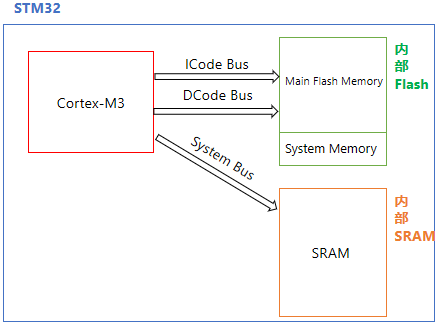 STM32
ICode Bus
DCode Bus
System Bus
Cortex-M3
Main Flash Memory
System Memory
内
部
Flash
SRAM
内
部
SRAM